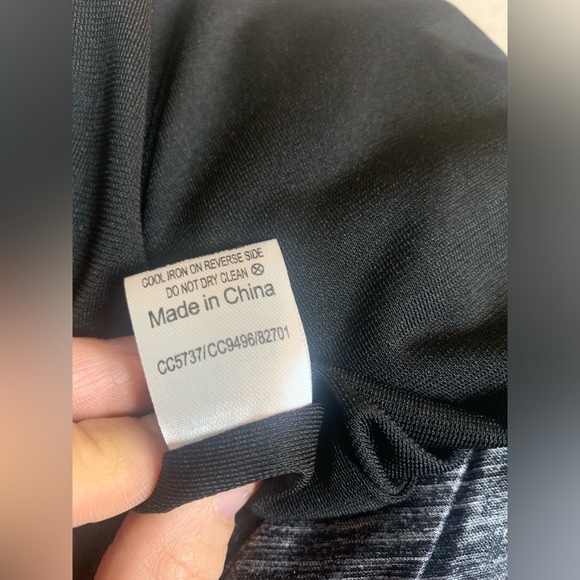 COOL IRON ON REVERSE SIDE
DO NOT DRY CLEAN ⊗
Made in China
CC5737/CC9496/82701